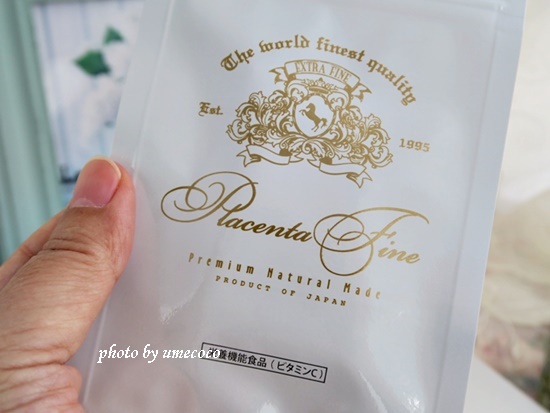 The world finest quality
EXTRA FINE
Est. 1995
Placenta Fine
Premium Natural Made
PRODUCT OF JAPAN
栄養機能食品(ビタミンC)
photo by umecoco